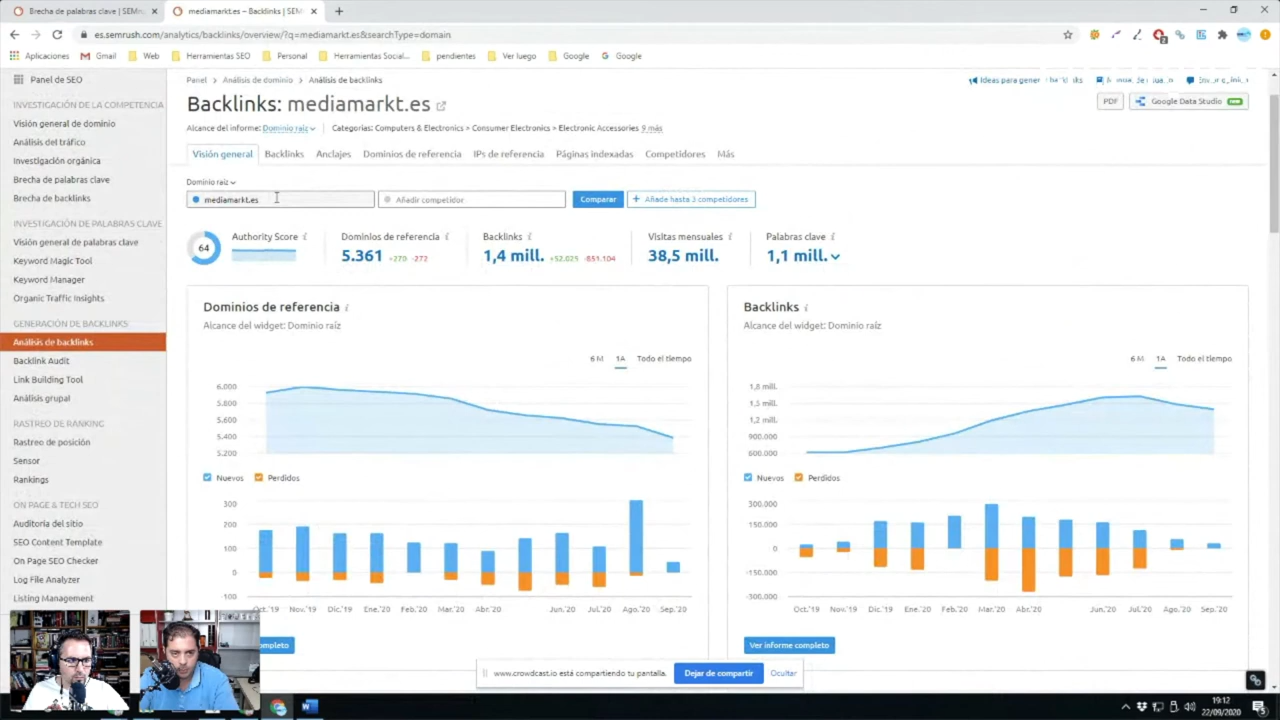 Brecha de palabras clave | SEMru
mediamarkt.es – Backlinks | SEM
es.semrush.com/analytics/backlinks/overview/?q=mediamarkt.es&searchType=domain
Aplicaciones
Gmail
Web
Herramientas SEO
Personal
Herramientas Social...
pendientes
Ver luego
Google
Google
Panel de SEO
INVESTIGACIÓN DE LA COMPETENCIA
Visión general de dominio
Análisis del tráfico
Investigación orgánica
Brecha de palabras clave
Brecha de backlinks
INVESTIGACIÓN DE PALABRAS CLAVE
Visión general de palabras clave
Keyword Magic Tool
Keyword Manager
Organic Traffic Insights
GENERACIÓN DE BACKLINKS
Análisis de backlinks
Backlink Audit
Link Building Tool
Análisis grupal
RASTREO DE RANKING
Rastreo de posición
Sensor
Rankings
ON PAGE & TECH SEO
Auditoría del sitio
SEO Content Template
On Page SEO Checker
Log File Analyzer
Listing Management
Panel > Análisis de dominio > Análisis de backlinks
Ideas para gener
Backlinks: mediamarkt.es
PDF
Google Data Studio new
Alcance del informe: Dominio raíz
Categorías: Computers & Electronics > Consumer Electronics > Electronic Accessories 9 más
Visión general Backlinks Anclajes Dominios de referencia IPs de referencia Páginas indexadas Competidores Más
Dominio raíz
mediamarkt.es
Añadir competidor
Comparar
+ Añade hasta 3 competidores
64
Authority Score i
Dominios de referencia i
5.361 +270 -272
Backlinks i
1,4 mill. +52.025 -851.104
Visitas mensuales i
38,5 mill.
Palabras clave i
1,1 mill.
Dominios de referencia i
Alcance del widget: Dominio raíz
6 M 1A Todo el tiempo
6.000
5.800
5.600
5.400
5.200
Nuevos Perdidos
300
200
100
0
-100
Oct.'19 Nov.'19 Dic.'19 Ene.'20 Feb.'20 Mar.'20 Abr.'20 Jun.'20 Jul.'20 Ago.'20 Sep.'20
ompleto
Backlinks i
Alcance del widget: Dominio raíz
6 M 1A Todo el tiempo
1,8 mill.
1,5 mill.
1,2 mill.
900.000
600.000
Nuevos Perdidos
300.000
150.000
0
-150.000
-300.000
Oct.'19 Nov.'19 Dic.'19 Ene.'20 Feb.'20 Mar.'20 Abr.'20 Jun.'20 Jul.'20 Ago.'20 Sep.'20
Ver informe completo
www.crowdcast.io está compartiendo tu pantalla.
Dejar de compartir
Ocultar
19:12
22/09/2020